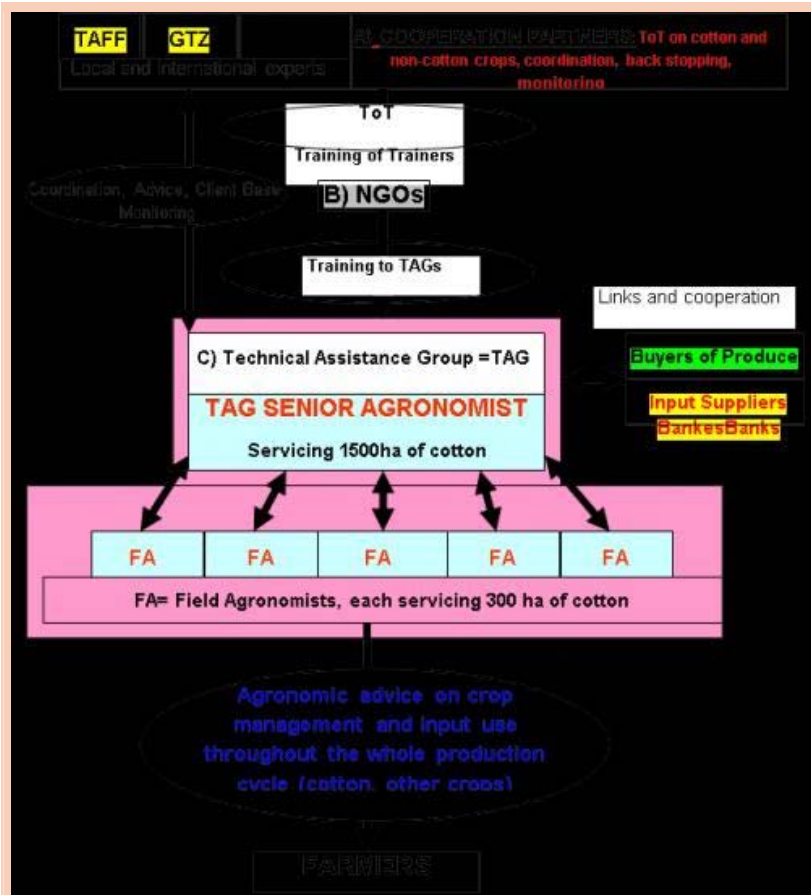 TAFF GTZ
Local and International experts
A) COOPERATION PARTNERS: ToT on cotton and
non-cotton crops, coordination, back stopping,
monitoring
ToT
Training of Trainers
Coordination, Advice, Client Base
Monitoring
B) NGOs
Training to TAGs
Links and cooperation
C) Technical Assistance Group =TAG
Buyers of Produce
TAG SENIOR AGRONOMIST
Input Suppliers
BankesBanks
Servicing 1500ha of cotton
FA FA FA FA FA
FA= Field Agronomists, each servicing 300 ha of cotton
Agronomic advice on crop
management and input use
throughout the whole production
cycle (cotton, other crops)
FARMERS